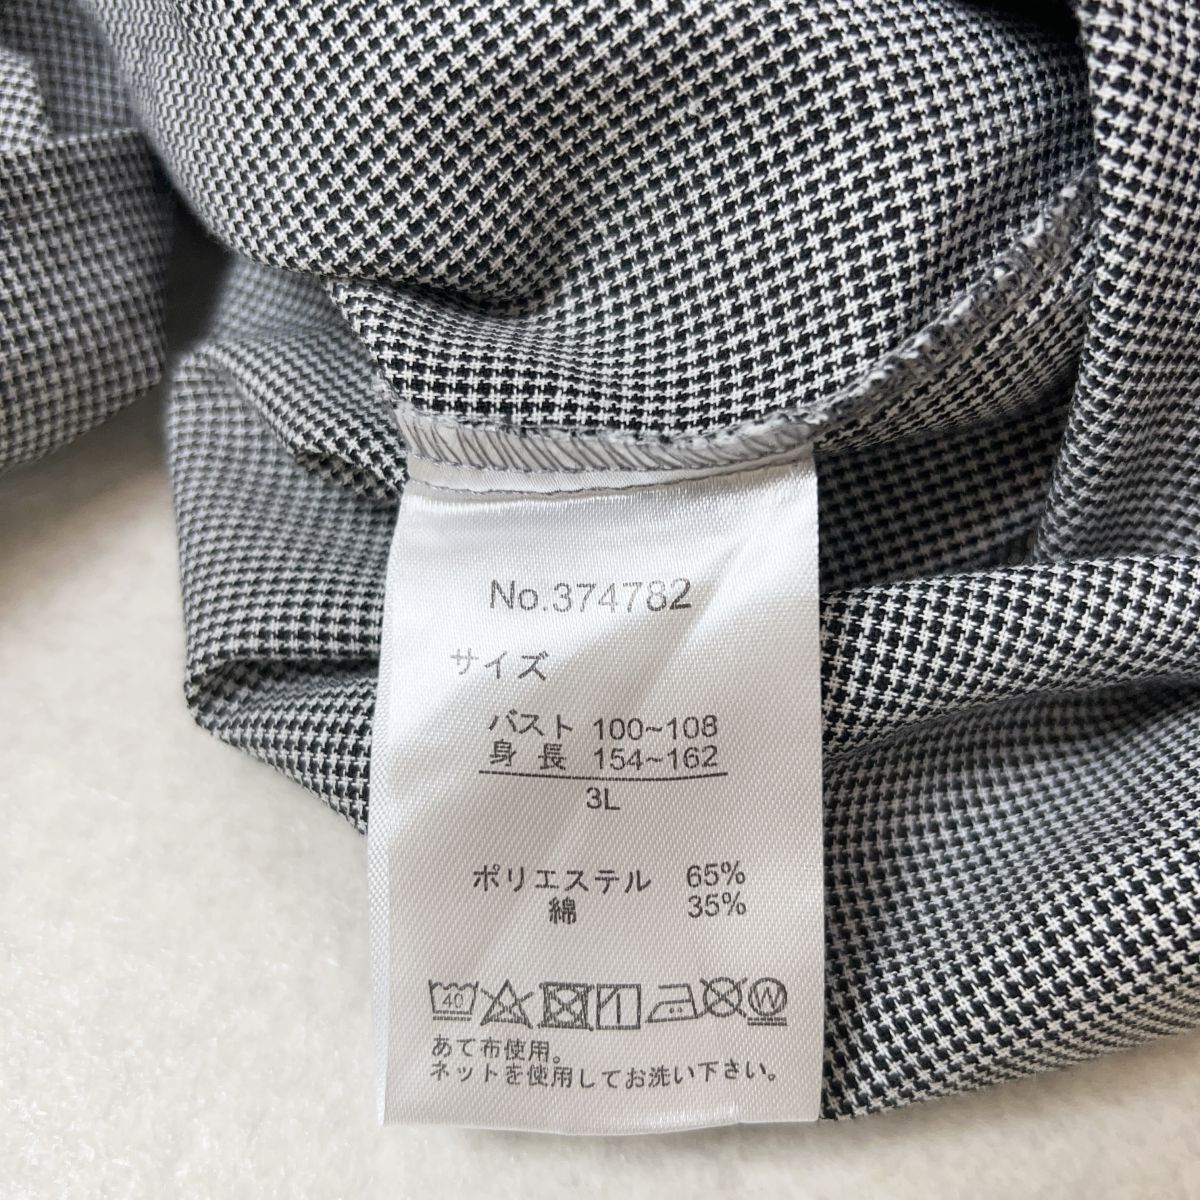 No.374782
サイズ
バスト 100~108
身長 154~162
3L
ポリエステル 65%
綿 35%
40
W
あて布使用。
ネットを使用してお洗い下さい。